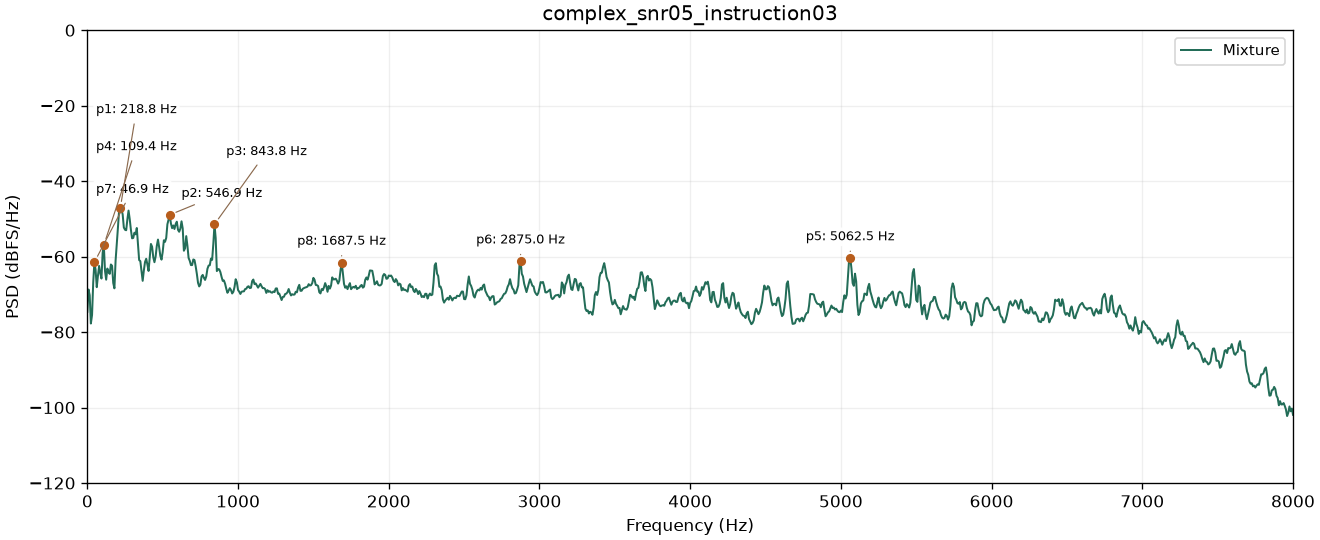 complex_snr05_instruction03
Mixture
p1: 218.8 Hz
p4: 109.4 Hz
p3: 843.8 Hz
p7: 46.9 Hz
p2: 546.9 Hz
p8: 1687.5 Hz
p6: 2875.0 Hz
p5: 5062.5 Hz
PSD (dBFS/Hz)
0
−20
−40
−60
−80
−100
−120
0
1000
2000
3000
4000
5000
6000
7000
8000
Frequency (Hz)